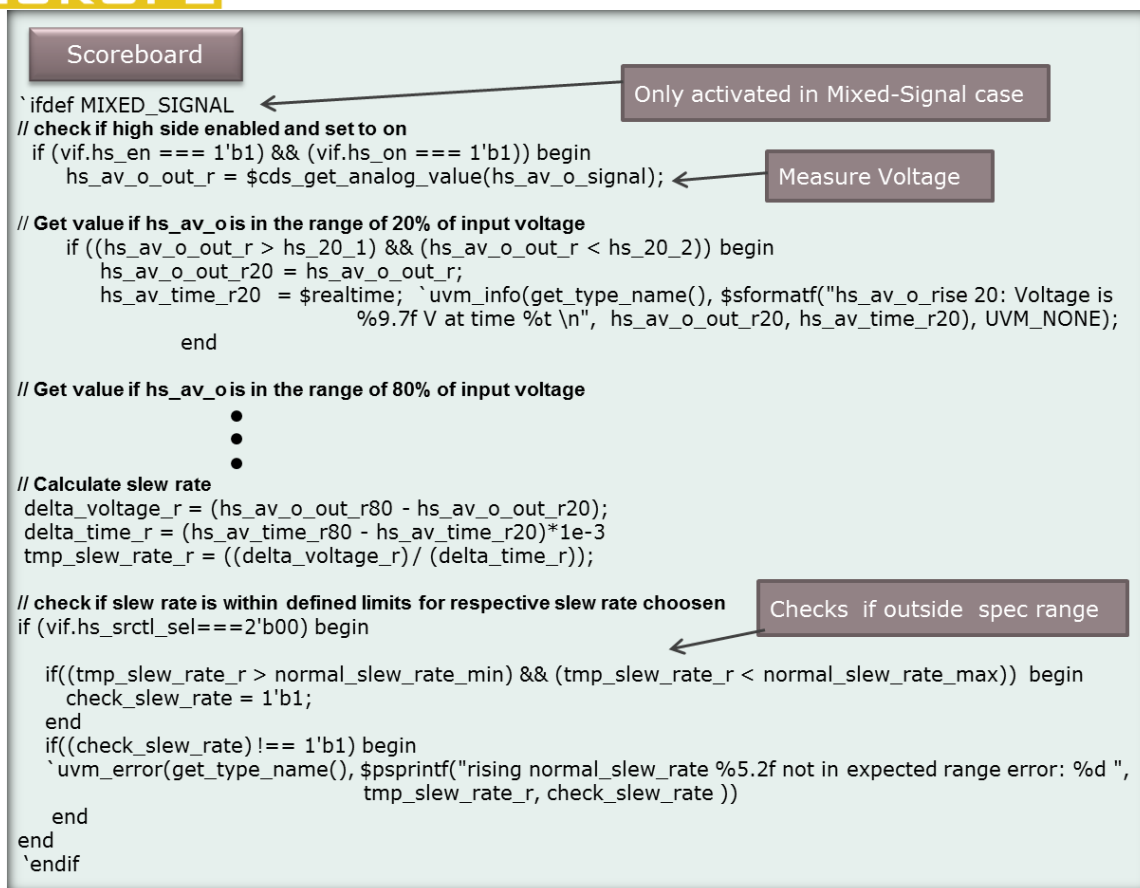 Scoreboard
`ifdef MIXED_SIGNAL
Only activated in Mixed-Signal case
// check if high side enabled and set to on
if (vif.hs_en === 1'b1) && (vif.hs_on === 1'b1)) begin
hs_av_o_out_r = $cds_get_analog_value(hs_av_o_signal);
Measure Voltage
// Get value if hs_av_o is in the range of 20% of input voltage
if ((hs_av_o_out_r > hs_20_1) && (hs_av_o_out_r < hs_20_2)) begin
hs_av_o_out_r20 = hs_av_o_out_r;
hs_av_time_r20 = $realtime; `uvm_info(get_type_name(), $sformatf("hs_av_o_rise 20: Voltage is
%9.7f V at time %t \n", hs_av_o_out_r20, hs_av_time_r20), UVM_NONE);
end
// Get value if hs_av_o is in the range of 80% of input voltage
// Calculate slew rate
delta_voltage_r = (hs_av_o_out_r80 - hs_av_o_out_r20);
delta_time_r = (hs_av_time_r80 - hs_av_time_r20)*1e-3
tmp_slew_rate_r = ((delta_voltage_r) / (delta_time_r));
// check if slew rate is within defined limits for respective slew rate choosen
Checks if outside spec range
if (vif.hs_srctl_sel===2'b00) begin
if((tmp_slew_rate_r > normal_slew_rate_min) && (tmp_slew_rate_r < normal_slew_rate_max)) begin
check_slew_rate = 1'b1;
end
if((check_slew_rate) !== 1'b1) begin
`uvm_error(get_type_name(), $psprintf("rising normal_slew_rate %5.2f not in expected range error: %d ",
tmp_slew_rate_r, check_slew_rate ))
end
end
`endif